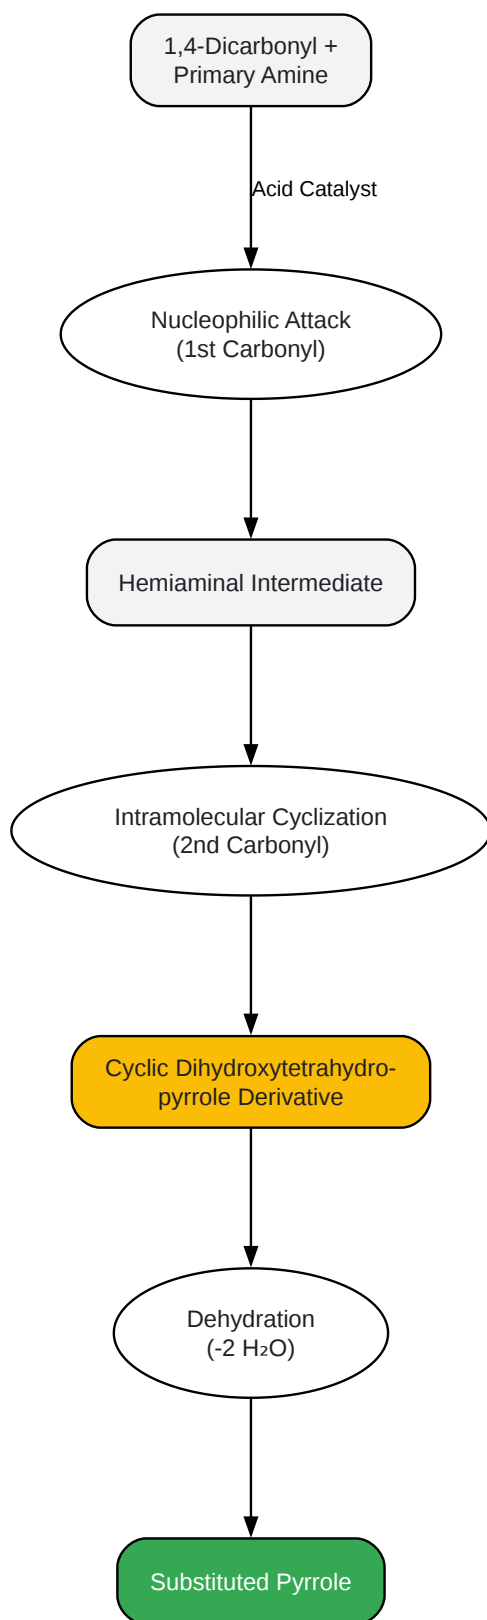 1,4-Dicarbonyl +
Primary Amine
Acid Catalyst
Nucleophilic Attack
(1st Carbonyl)
Hemiaminal Intermediate
Intramolecular Cyclization
(2nd Carbonyl)
Cyclic Dihydroxytetrahydro-
pyrrole Derivative
Dehydration
(-2 H₂O)
Substituted Pyrrole